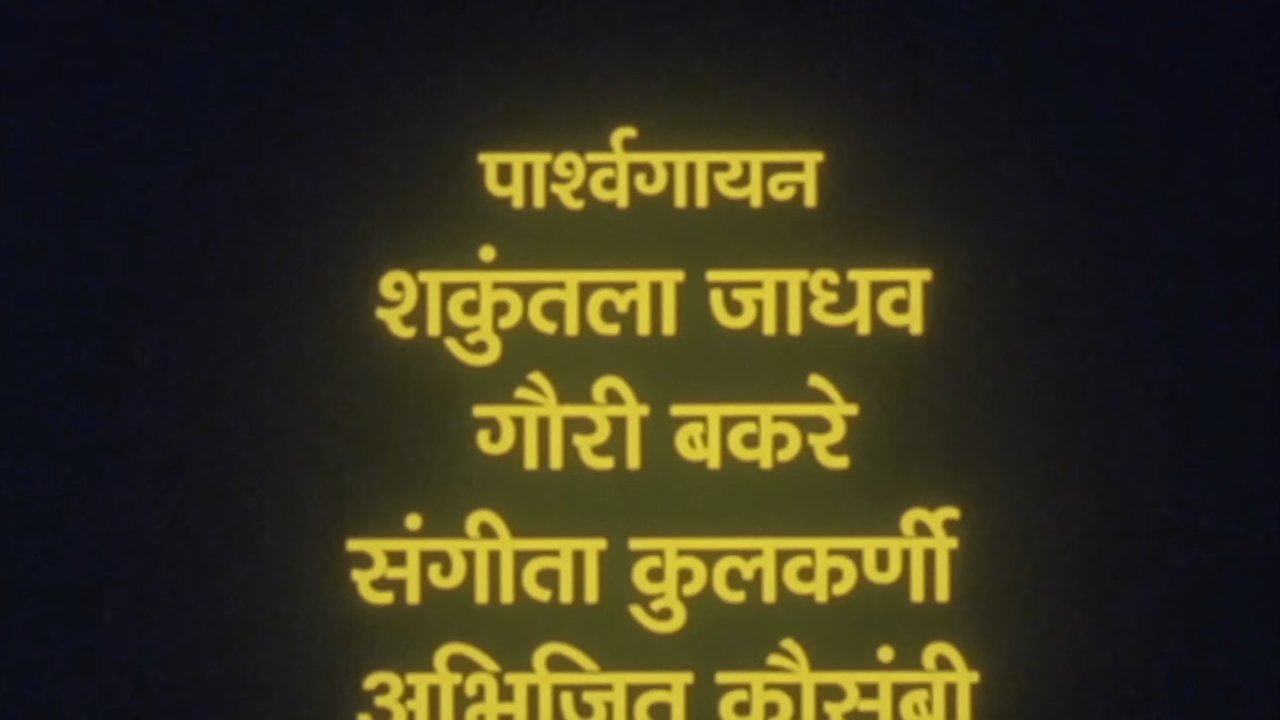 पार्श्वगायन
शकुंतला जाधव
गौरी बकरे
संगीता कुलकर्णी
अभिजित कौसंबी